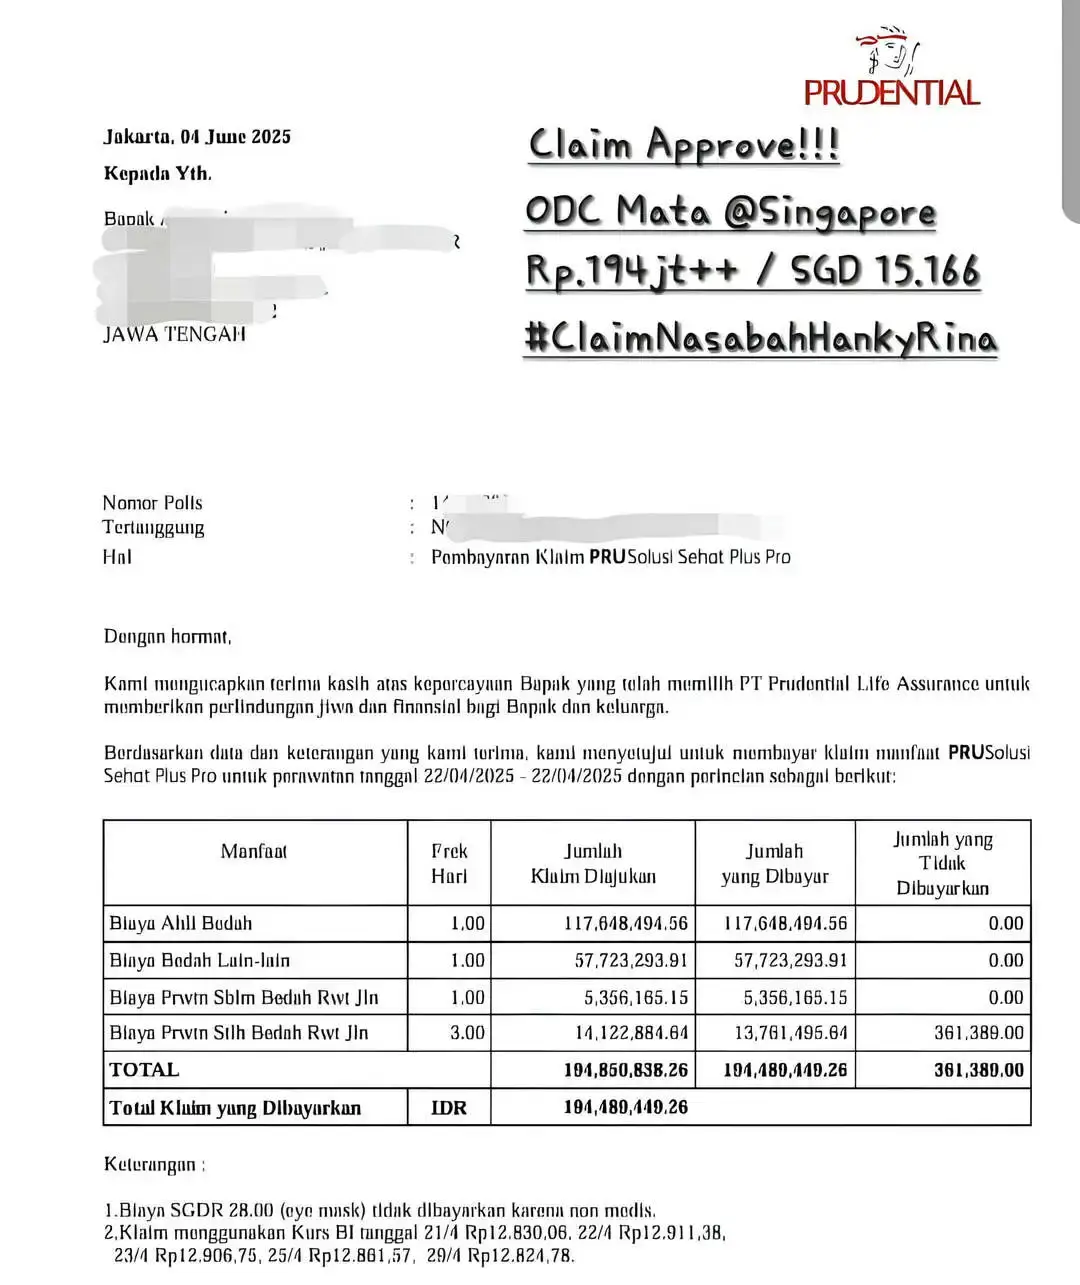 PRUDENTIAL
Jakarta, 04 June 2025
Kepada Yth.
Bapak
JAWA TENGAH
Claim Approve!!!
ODC Mata @Singapore
Rp.194jt++ / SGD 15.166
#ClaimNasabahHankyRina
Nomor Polis : 1
Tertanggung : N
Hal : Pembayaran Klaim PRUSolusi Sehat Plus Pro
Dengan hormat,
Kami mengucapkan terima kasih atas kepercayaan Bapak yang telah memilih PT Prudential Life Assurance untuk
memberikan perlindungan jiwa dan finansial bagi Bapak dan keluarga.
Berdasarkan data dan keterangan yang kami terima, kami menyetujui untuk membayar klaim manfaat PRUSolusi
Sehat Plus Pro untuk perawatan tanggal 22/04/2025 - 22/04/2025 dengan perincian sebagai berikut:
Manfaat Frek Hari Jumlah Klaim Diajukan Jumlah yang Dibayar Jumlah yang Tidak Dibayarkan
Biaya Ahli Bedah 1.00 117,648,494.56 117,648,494.56 0.00
Biaya Bedah Lain-lain 1.00 57,723,293.91 57,723,293.91 0.00
Biaya Prwtn Sblm Bedah Rwt Jln 1.00 5,356,165.15 5,356,165.15 0.00
Biaya Prwtn Stlh Bedah Rwt Jln 3.00 14,122,884.64 13,761,495.64 361,389.00
TOTAL 194,850,838.26 194,489,449.26 361,389.00
Total Klaim yang Dibayarkan IDR 194,489,449.26
Keterangan :
1.Biaya SGDR 28.00 (eye mask) tidak dibayarkan karena non medis.
2,Klaim menggunakan Kurs BI tanggal 21/4 Rp12.830,06, 22/4 Rp12.911,38,
23/4 Rp12.906,75, 25/4 Rp12.861,57, 29/4 Rp12.824,78.